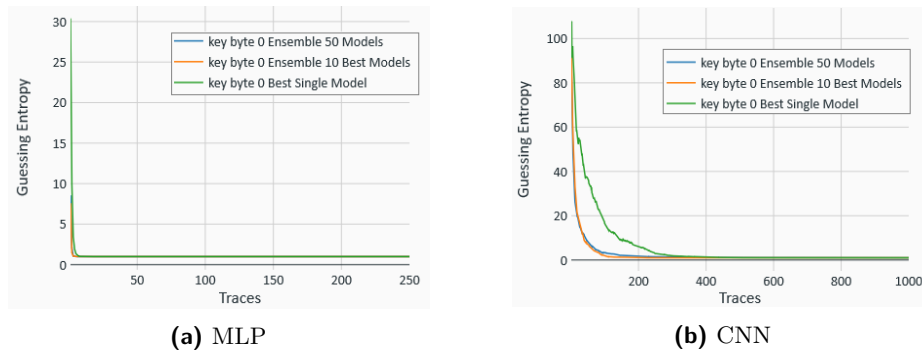 30
25
20
15
10
5
0
Guessing Entropy
key byte 0 Ensemble 50 Models
key byte 0 Ensemble 10 Best Models
key byte 0 Best Single Model
50
100
150
200
250
Traces
(a) MLP
100
80
60
40
20
0
Guessing Entropy
key byte 0 Ensemble 50 Models
key byte 0 Ensemble 10 Best Models
key byte 0 Best Single Model
200
400
600
800
1000
Traces
(b) CNN